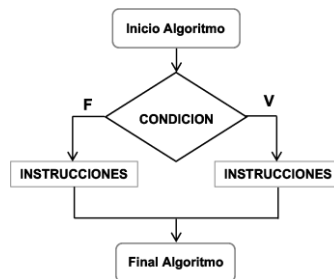 Inicio Algoritmo
F
V
CONDICION
INSTRUCCIONES
INSTRUCCIONES
Final Algoritmo